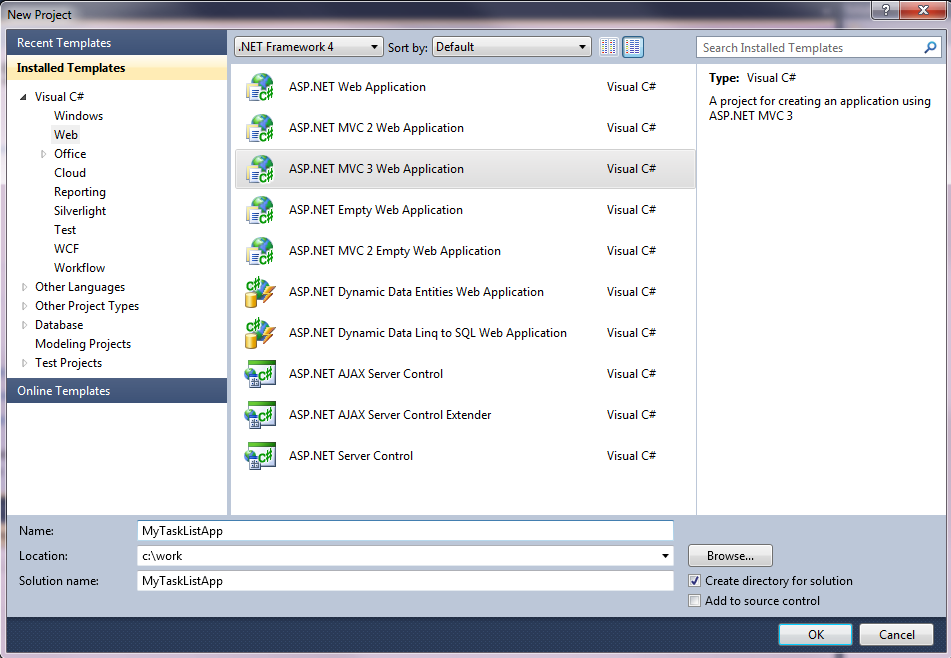 New Project
Recent Templates
Installed Templates
Visual C#
Windows
Web
Office
Cloud
Reporting
Silverlight
Test
WCF
Workflow
Other Languages
Other Project Types
Database
Modeling Projects
Test Projects
Online Templates
.NET Framework 4 Sort by: Default
ASP.NET Web Application Visual C#
ASP.NET MVC 2 Web Application Visual C#
ASP.NET MVC 3 Web Application Visual C#
ASP.NET Empty Web Application Visual C#
ASP.NET MVC 2 Empty Web Application Visual C#
ASP.NET Dynamic Data Entities Web Application Visual C#
ASP.NET Dynamic Data Linq to SQL Web Application Visual C#
ASP.NET AJAX Server Control Visual C#
ASP.NET AJAX Server Control Extender Visual C#
ASP.NET Server Control Visual C#
Search Installed Templates
Type: Visual C#
A project for creating an application using
ASP.NET MVC 3
Name: MyTaskListApp
Location: c:\work Browse...
Solution name: MyTaskListApp
Create directory for solution
Add to source control
OK Cancel